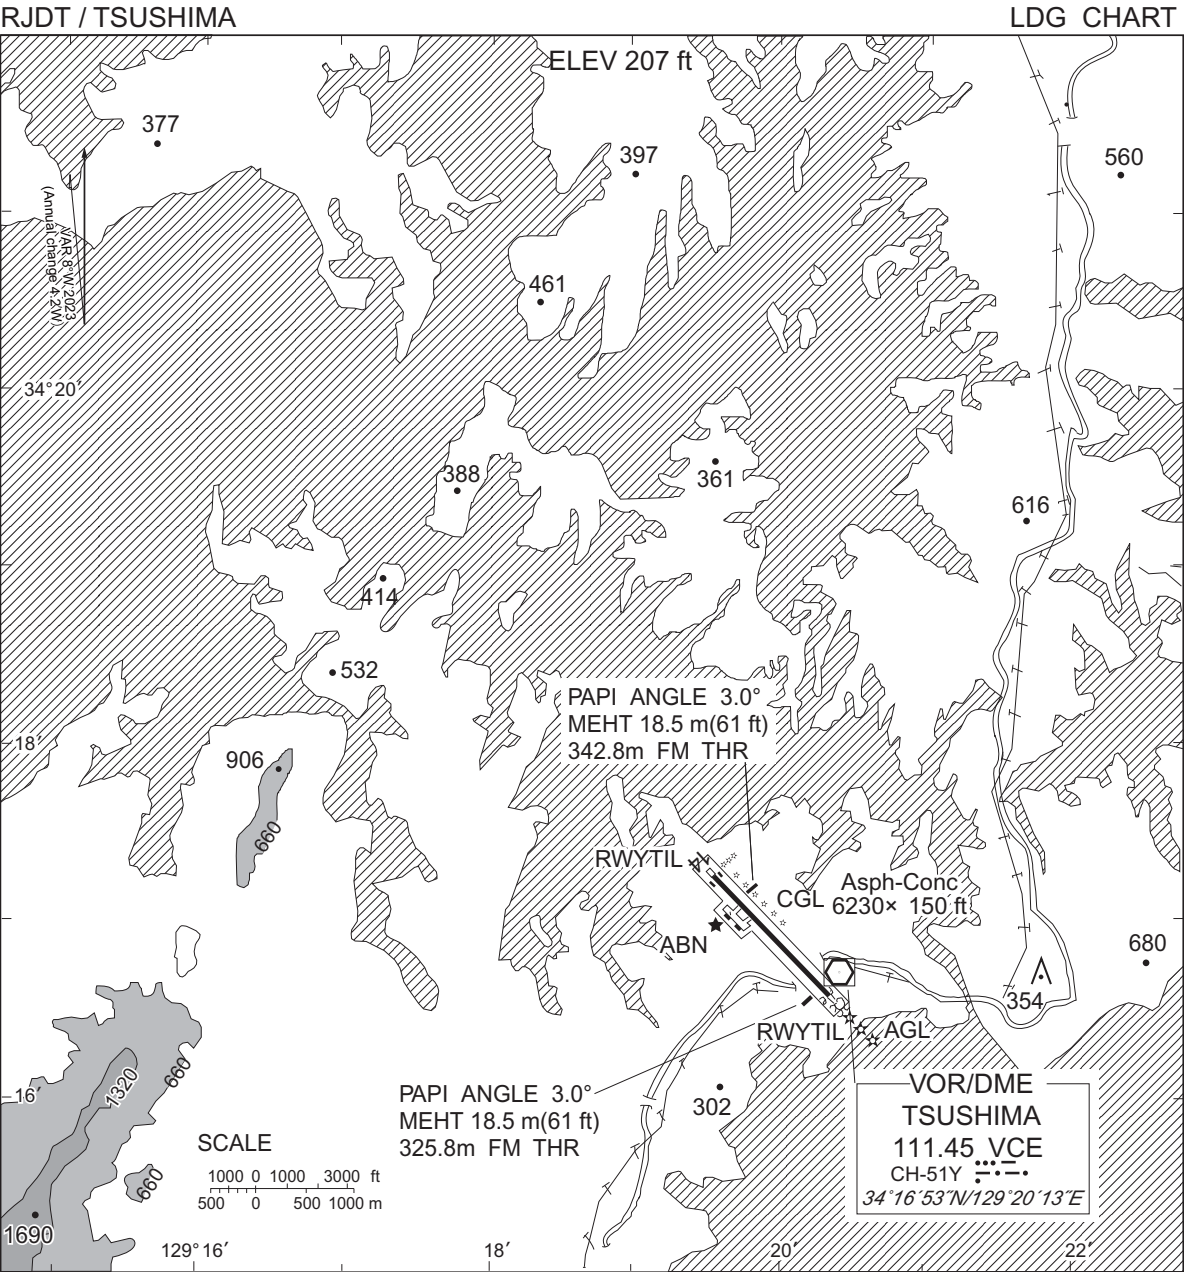 RJDT / TSUSHIMA
LDG CHART
ELEV 207 ft
377
397
560
VAR 8°W 2023
(Annual change 4.2'W)
461
34°20′
388
361
616
414
532
PAPI ANGLE 3.0°
MEHT 18.5 m(61 ft)
342.8m FM THR
18′
906
660
RWYTIL
CGL
Asph-Conc
6230× 150 ft
ABN
680
354
RWYTIL
AGL
660
1320
16′
PAPI ANGLE 3.0°
MEHT 18.5 m(61 ft)
325.8m FM THR
302
VOR/DME
TSUSHIMA
111.45 VCE
CH-51Y
34°16′53″N/129°20′13″E
SCALE
1000 0 1000 3000 ft
500 0 500 1000 m
660
1690
129°16′
18′
20′
22′